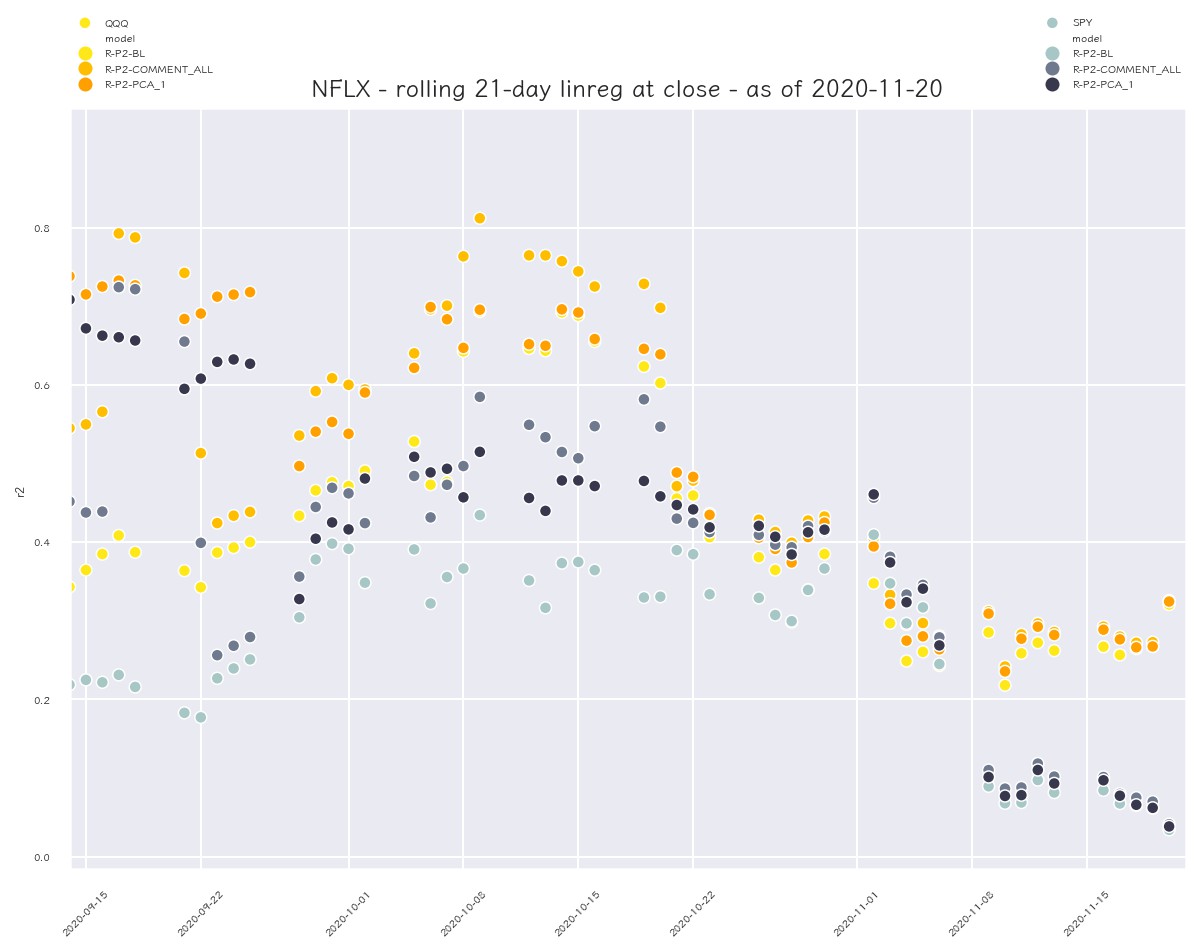 QQQ
model
R-P2-BL
R-P2-COMMENT_ALL
R-P2-PCA_1
SPY
model
R-P2-BL
R-P2-COMMENT_ALL
R-P2-PCA_1
NFLX - rolling 21-day linreg at close - as of 2020-11-20
0.8
0.6
r2
0.4
0.2
0.0
2020-09-15
2020-09-22
2020-10-01
2020-10-08
2020-10-15
2020-10-22
2020-11-01
2020-11-08
2020-11-15